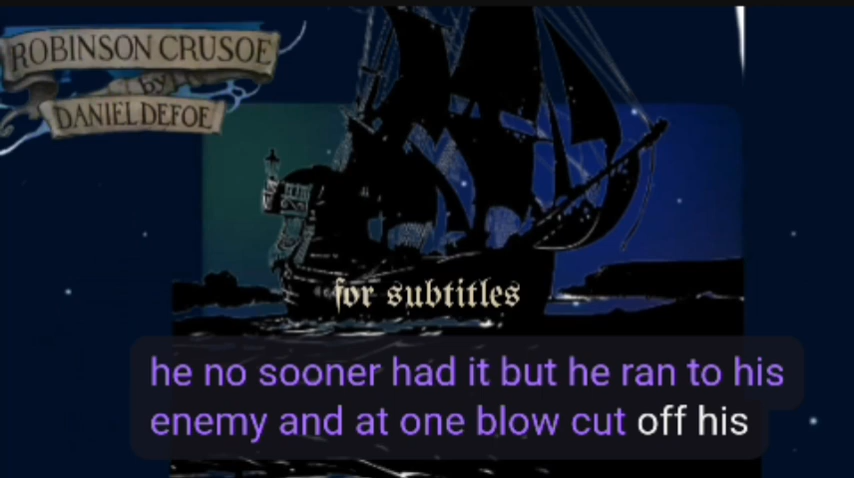 ROBINSON CRUSOE
by
DANIEL DEFOE
for subtitles
he no sooner had it but he ran to his
enemy and at one blow cut off his